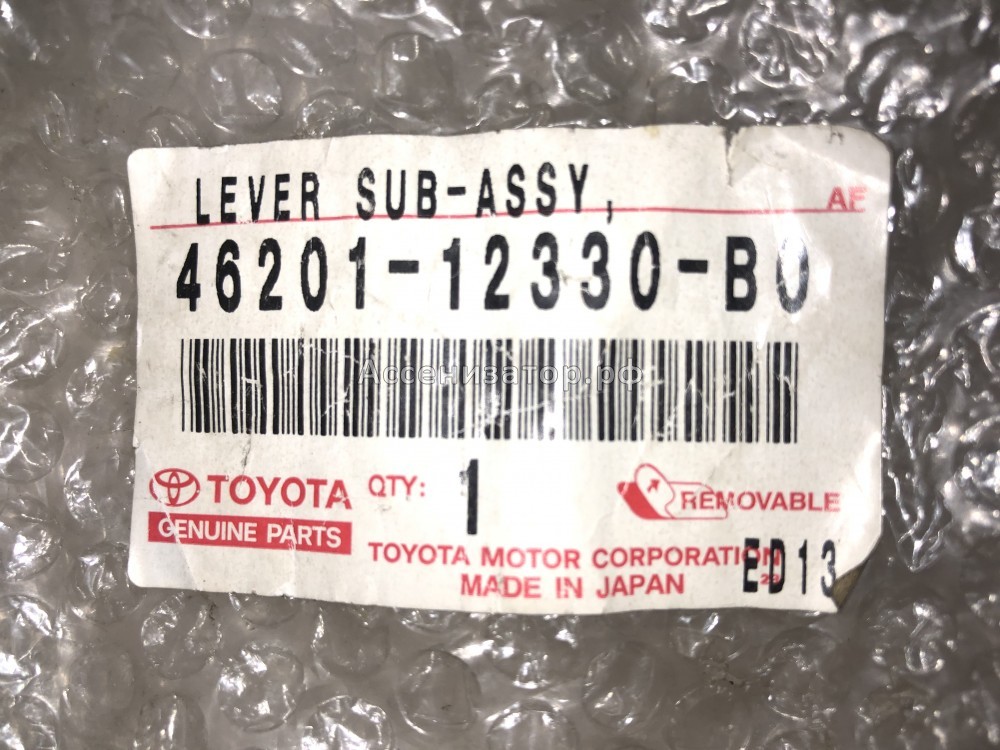 LEVER SUB-ASSY,
AF
46201-12330-B0
Ассенизатор.рф
TOYOTA QTY: 1 REMOVABLE
GENUINE PARTS
TOYOTA MOTOR CORPORATION
MADE IN JAPAN
ED13